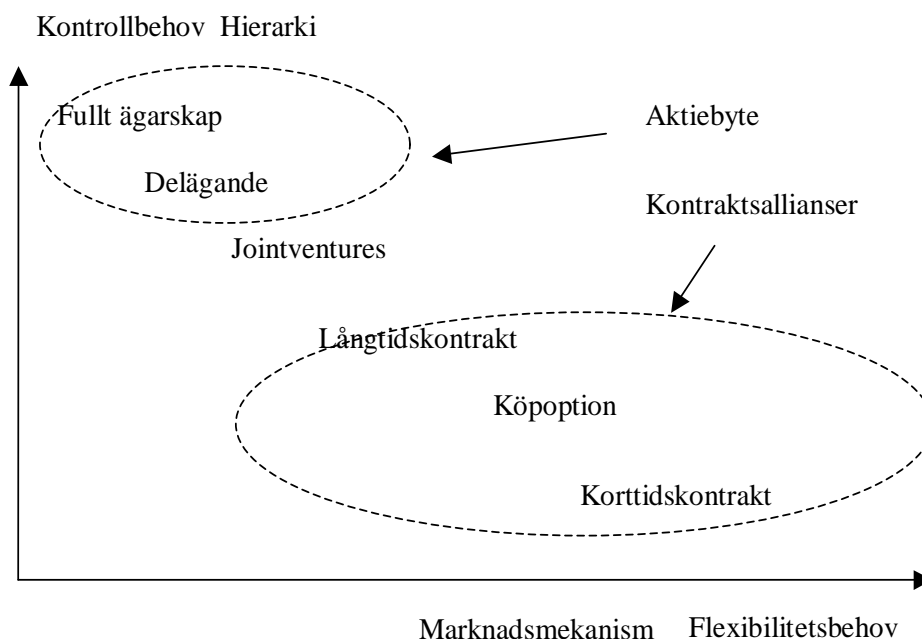 Kontrollbehov Hierarki
Fullt ägarskap
Aktiebyte
Delägande
Kontraktsallianser
Jointventures
Långtidskontrakt
Köpoption
Korttidskontrakt
Marknadsmekanism Flexibilitetsbehov